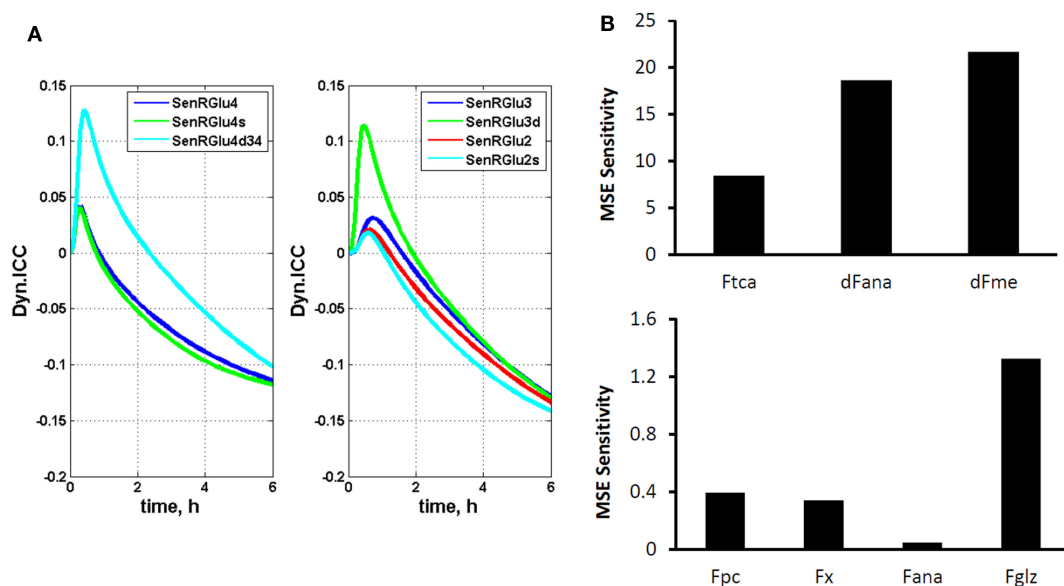 A
0.15
0.1
0.05
0
-0.05
-0.1
-0.15
-0.2
0
2
4
6
Dyn.ICC
time, h
SenRGlu4
SenRGlu4s
SenRGlu4d34
0.15
0.1
0.05
0
-0.05
-0.1
-0.15
-0.2
0
2
4
6
Dyn.ICC
time, h
SenRGlu3
SenRGlu3d
SenRGlu2
SenRGlu2s
B
MSE Sensitivity
25
20
15
10
5
0
Ftca
dFana
dFme
MSE Sensitivity
1.6
1.2
0.8
0.4
0
Fpc
Fx
Fana
Fglz